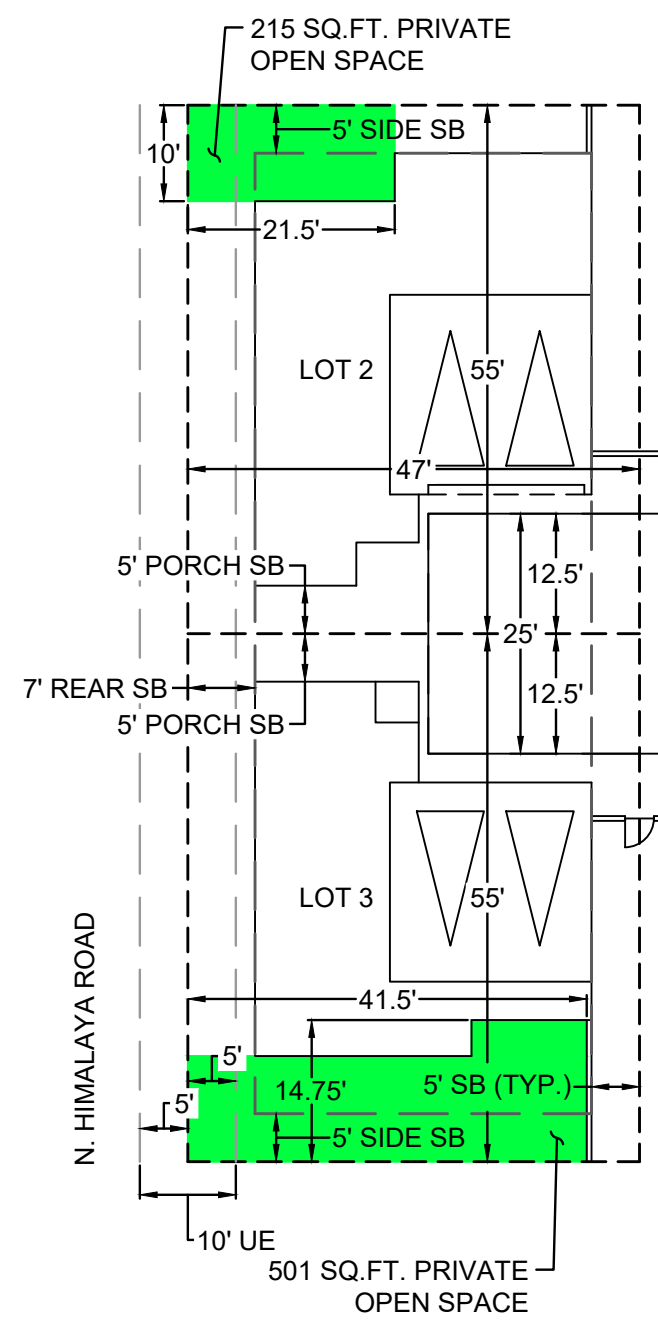 215 SQ.FT. PRIVATE
OPEN SPACE
5' SIDE SB
10'
21.5'
LOT 2
55'
47'
5' PORCH SB
12.5'
25'
7' REAR SB
12.5'
5' PORCH SB
LOT 3
55'
N. HIMALAYA ROAD
41.5'
5'
14.75'
5' SB (TYP.)
5'
5' SIDE SB
10' UE
501 SQ.FT. PRIVATE
OPEN SPACE